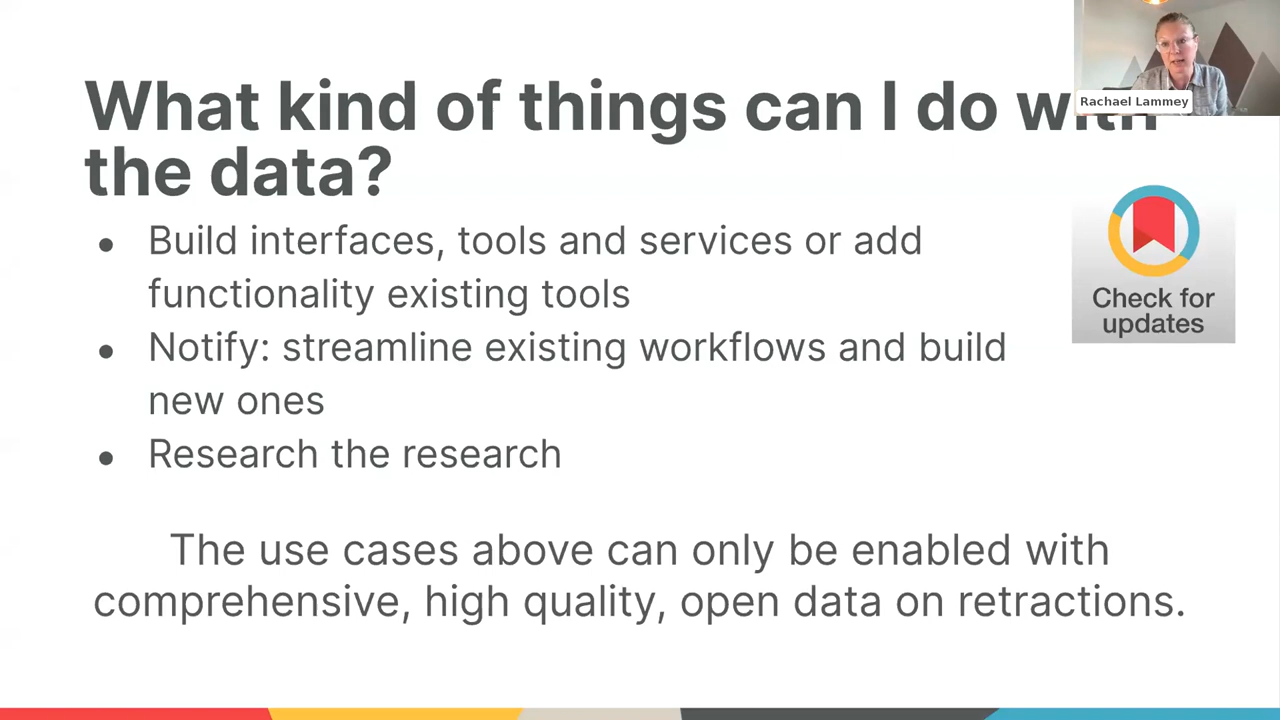 Rachael Lammey
What kind of things can I do with
the data?
Build interfaces, tools and services or add
functionality existing tools
Notify: streamline existing workflows and build
new ones
Research the research
Check for
updates
The use cases above can only be enabled with
comprehensive, high quality, open data on retractions.